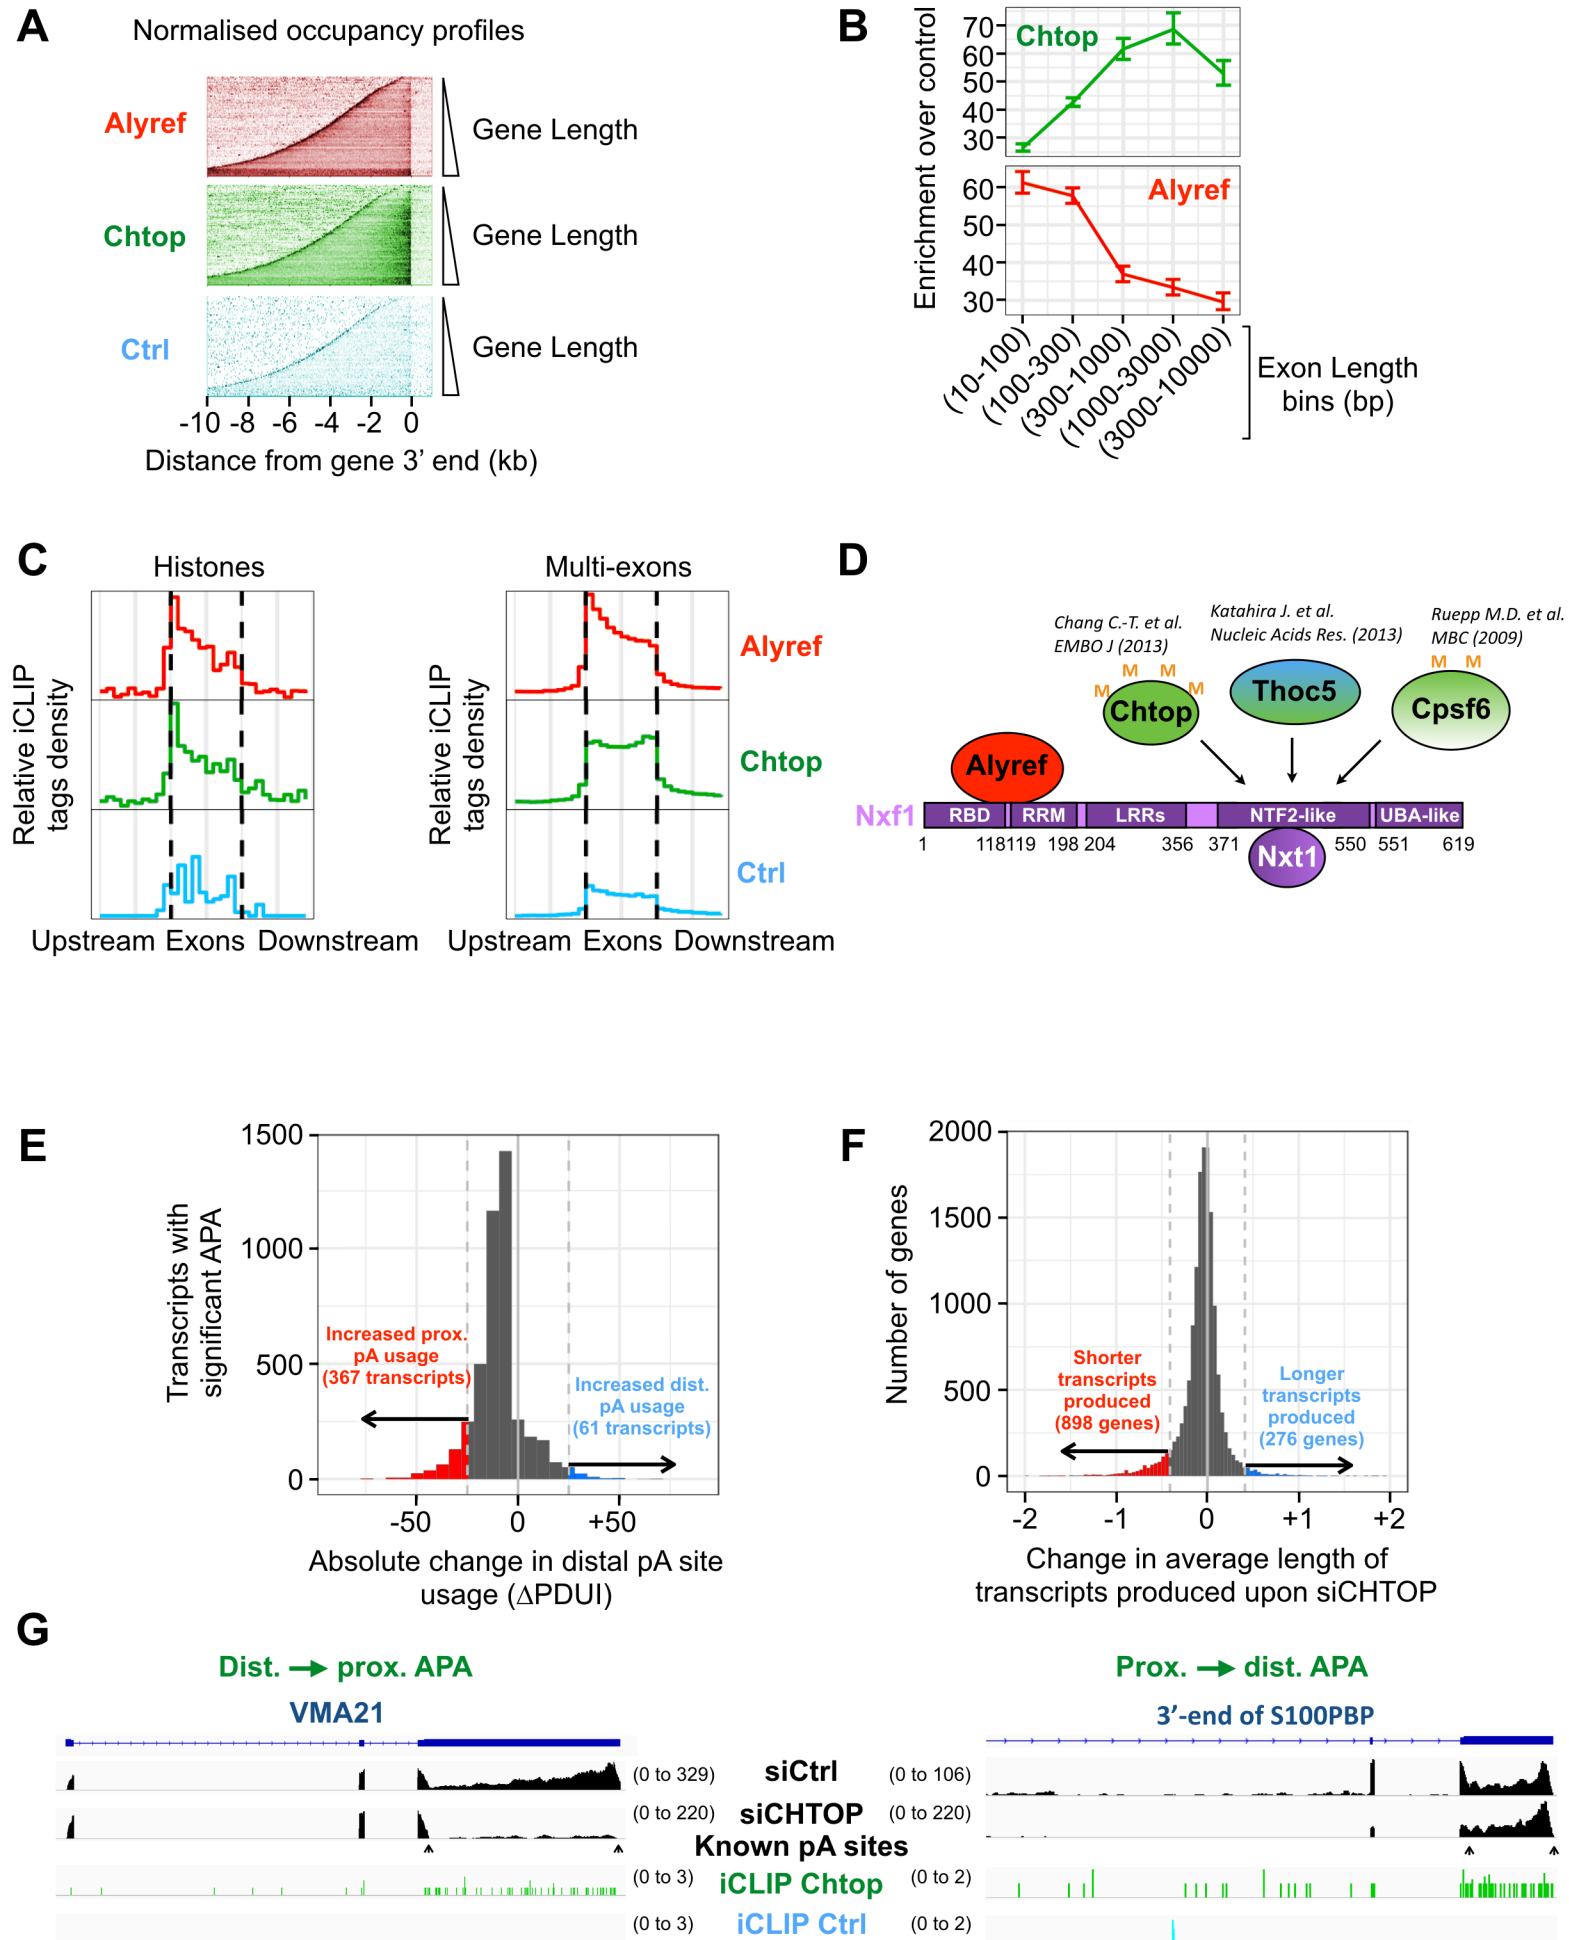 A
Normalised occupancy profiles
Alyref
Gene Length
Chtop
Gene Length
Ctrl
Gene Length
-10 -8 -6 -4 -2 0
Distance from gene 3’ end (kb)
B
Enrichment over control
70
60
50
40
30
Chtop
60
50
40
30
Alyref
(10-100)
(100-300)
(300-1000)
(1000-3000)
(3000-10000)
Exon Length
bins (bp)
C
Histones
Multi-exons
Relative iCLIP
tags density
Relative iCLIP
tags density
Alyref
Chtop
Ctrl
Upstream Exons Downstream
Upstream Exons Downstream
D
Chang C.-T. et al.
EMBO J (2013)
Katahira J. et al.
Nucleic Acids Res. (2013)
Ruepp M.D. et al.
MBC (2009)
M M M M
M M
Chtop
Thoc5
Cpsf6
Alyref
Nxf1
RBD RRM LRRs NTF2-like UBA-like
1 118 119 198 204 356 371 550 551 619
Nxt1
E
Transcripts with
significant APA
1500
1000
500
0
Increased prox.
pA usage
(367 transcripts)
Increased dist.
pA usage
(61 transcripts)
-50 0 +50
Absolute change in distal pA site
usage (ΔPDUI)
F
Number of genes
2000
1500
1000
500
0
Shorter
transcripts
produced
(898 genes)
Longer
transcripts
produced
(276 genes)
-2 -1 0 +1 +2
Change in average length of
transcripts produced upon siCHTOP
G
Dist. → prox. APA
Prox. → dist. APA
VMA21
3’-end of S100PBP
(0 to 329) siCtrl (0 to 106)
(0 to 220) siCHTOP (0 to 220)
Known pA sites
(0 to 3) iCLIP Chtop (0 to 2)
(0 to 3) iCLIP Ctrl (0 to 2)